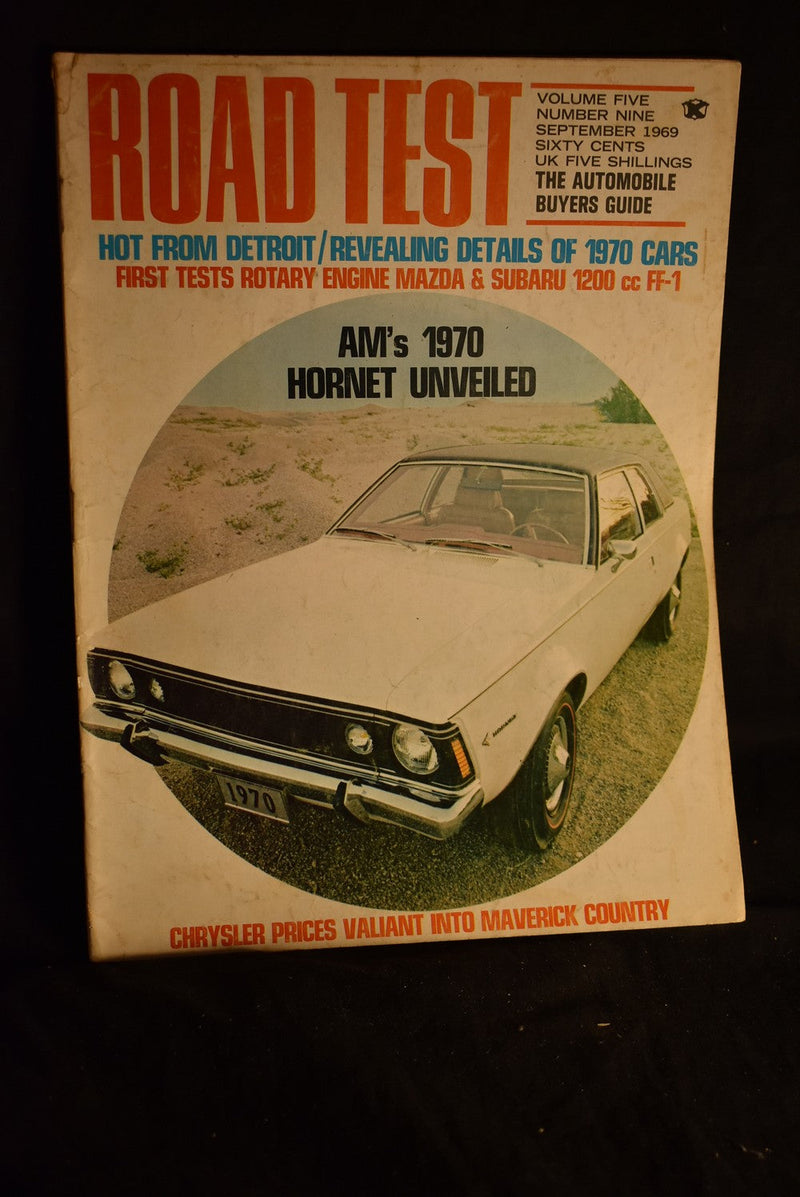 ROAD TEST
VOLUME FIVE
NUMBER NINE
SEPTEMBER 1969
SIXTY CENTS
UK FIVE SHILLINGS
THE AUTOMOBILE
BUYERS GUIDE
K
HOT FROM DETROIT/REVEALING DETAILS OF 1970 CARS
FIRST TESTS ROTARY ENGINE MAZDA & SUBARU 1200 cc FF-1
AM's 1970
HORNET UNVEILED
1970
CHRYSLER PRICES VALIANT INTO MAVERICK COUNTRY